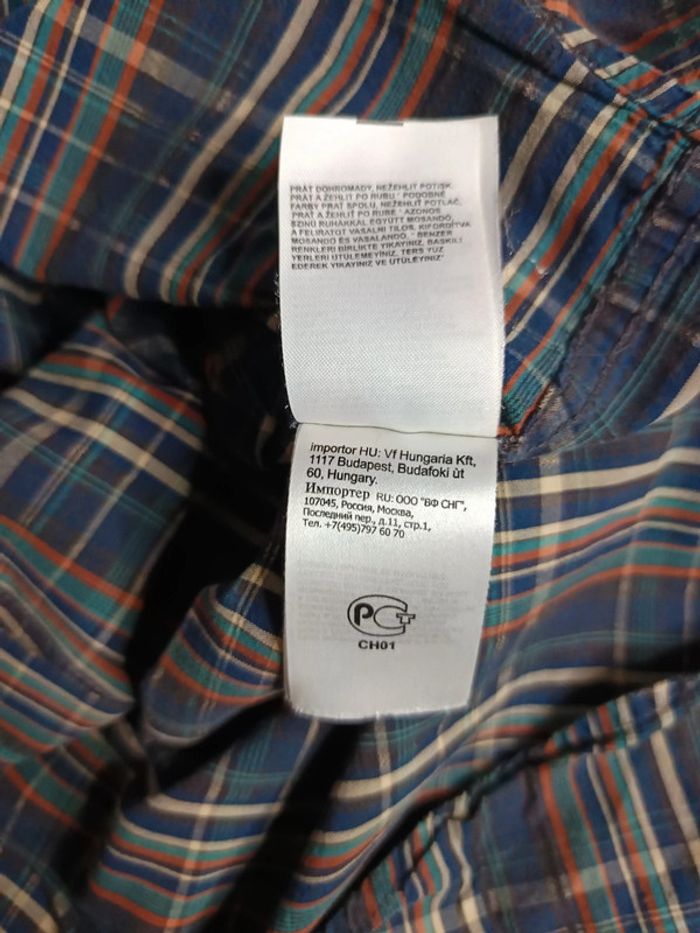 PRÁT DOHROMADY, NEŽEHLIT POTISK,
PRÁT A ŽEHLIT PO RUBU * PODOBNÉ
FARBY PRAŤ SPOLU, NEŽEHLIŤ POTLAČ,
PRAŤ A ŽEHLIŤ PO RUBE * AZONOS
SZÍNÚ RUHÁKKAL EGYÜTT MOSANDÓ,
A FELIRATOT VASALNI TILOS, KIFORDÍTVA
MOSANDÓ ÉS VASALANDÓ. * BENZER
RENKLERİ BİRLİKTE YIKAYINIZ, BASKILI
YERLERİ ÜTÜLEMEYİNİZ, TERS YÜZ
EDEREK YIKAYINIZ VE ÜTÜLEYİNİZ
importor HU: Vf Hungaria Kft,
1117 Budapest, Budafoki út
60, Hungary.
Импортер RU: ООО "ВФ СНГ",
107045, Россия, Москва,
Последний пер., д.11, стр.1,
Тел. +7(495)797 60 70
РСТ
CH01